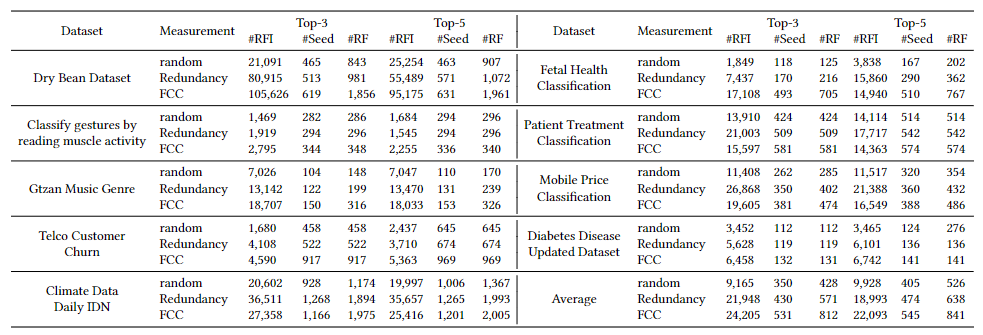 Dataset Measurement Top-3 Top-5 Dataset Measurement Top-3 Top-5
#RFI #Seed #RF #RFI #Seed #RF #RFI #Seed #RF #RFI #Seed #RF
Dry Bean Dataset
random 21,091 465 843 25,254 463 907
Redundancy 80,915 513 981 55,489 571 1,072
FCC 105,626 619 1,856 95,175 631 1,961
Fetal Health
Classification
random 1,849 118 125 3,838 167 202
Redundancy 7,437 170 216 15,860 290 362
FCC 17,108 493 705 14,940 510 767
Classify gestures by
reading muscle activity
random 1,469 282 286 1,684 294 296
Redundancy 1,919 294 296 1,545 294 296
FCC 2,795 344 348 2,255 336 340
Patient Treatment
Classification
random 13,910 424 424 14,114 514 514
Redundancy 21,003 509 509 17,717 542 542
FCC 15,597 581 581 14,363 574 574
Gtzan Music Genre
random 7,026 104 148 7,047 110 170
Redundancy 13,142 122 199 13,470 131 239
FCC 18,707 150 316 18,033 153 326
Mobile Price
Classification
random 11,408 262 285 11,517 320 354
Redundancy 26,868 350 402 21,388 360 432
FCC 19,605 381 474 16,549 388 486
Telco Customer
Churn
random 1,680 458 458 2,437 645 645
Redundancy 4,108 522 522 3,710 674 674
FCC 4,590 917 917 5,363 969 969
Diabetes Disease
Updated Dataset
random 3,452 112 112 3,465 124 276
Redundancy 5,628 119 119 6,101 136 136
FCC 6,458 132 131 6,742 141 141
Climate Data
Daily IDN
random 20,602 928 1,174 19,997 1,006 1,367
Redundancy 36,511 1,268 1,894 35,657 1,265 1,993
FCC 27,358 1,166 1,975 25,416 1,201 2,005
Average
random 9,165 350 428 9,928 405 526
Redundancy 21,948 430 571 18,993 474 638
FCC 24,205 531 812 22,093 545 841